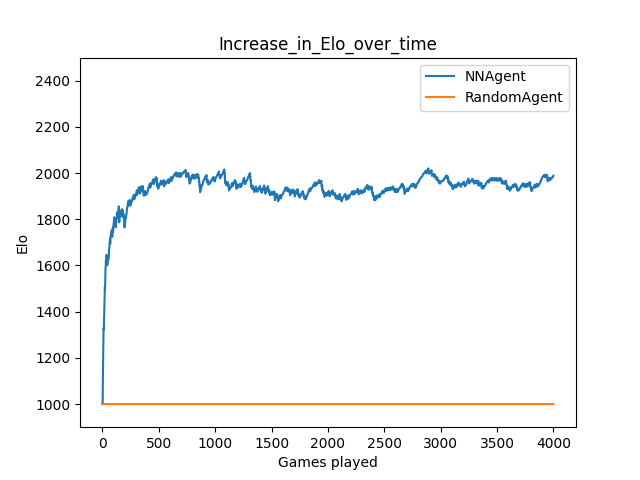 Increase_in_Elo_over_time
NNAgent
RandomAgent
2400
2200
2000
1800
1600
1400
1200
1000
Elo
0 500 1000 1500 2000 2500 3000 3500 4000
Games played